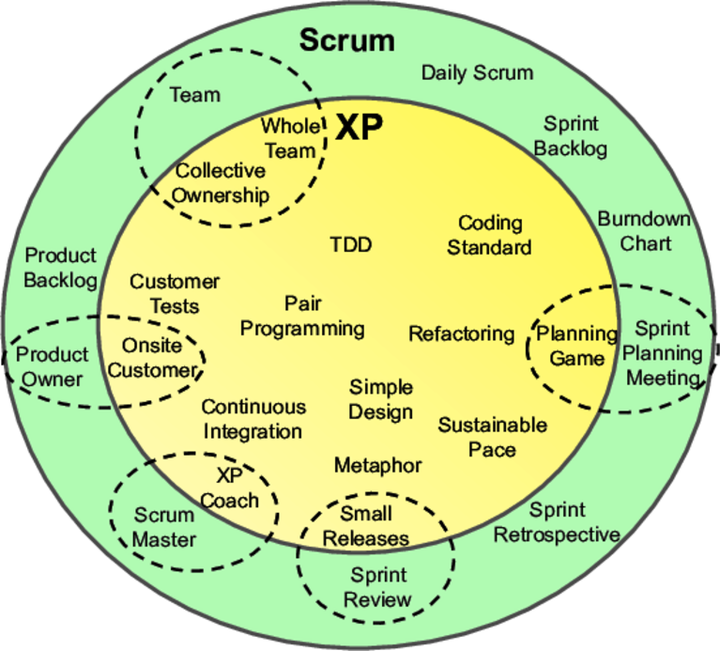 Scrum
Daily Scrum
Team
Sprint
Backlog
Whole
Team
XP
Collective
Ownership
Burndown
Chart
Coding
Standard
TDD
Product
Backlog
Customer
Tests
Pair
Programming
Refactoring
Planning
Game
Sprint
Planning
Meeting
Product
Owner
Onsite
Customer
Simple
Design
Continuous
Integration
Sustainable
Pace
Metaphor
XP
Coach
Scrum
Master
Small
Releases
Sprint
Retrospective
Sprint
Review